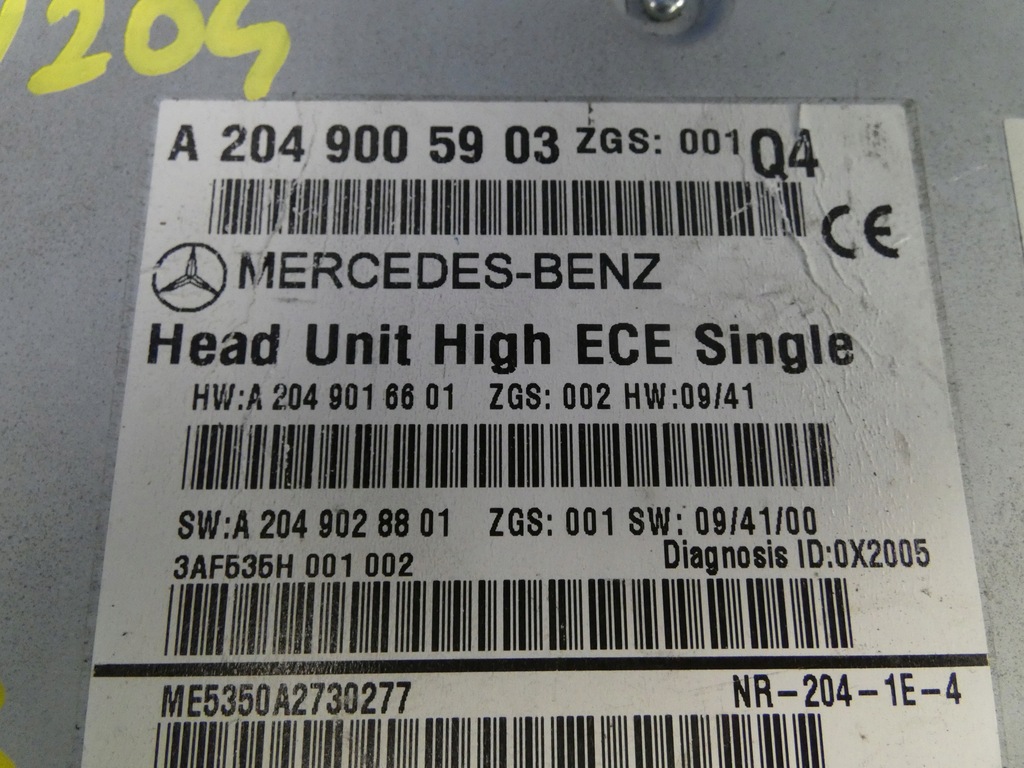 204
A 204 900 59 03 ZGS: 001 Q4
CE
MERCEDES-BENZ
Head Unit High ECE Single
HW:A 204 901 66 01 ZGS: 002 HW:09/41
SW:A 204 902 88 01 ZGS: 001 SW: 09/41/00
3AF535H 001 002 Diagnosis ID:0X2005
ME5350A2730277 NR-204-1E-4